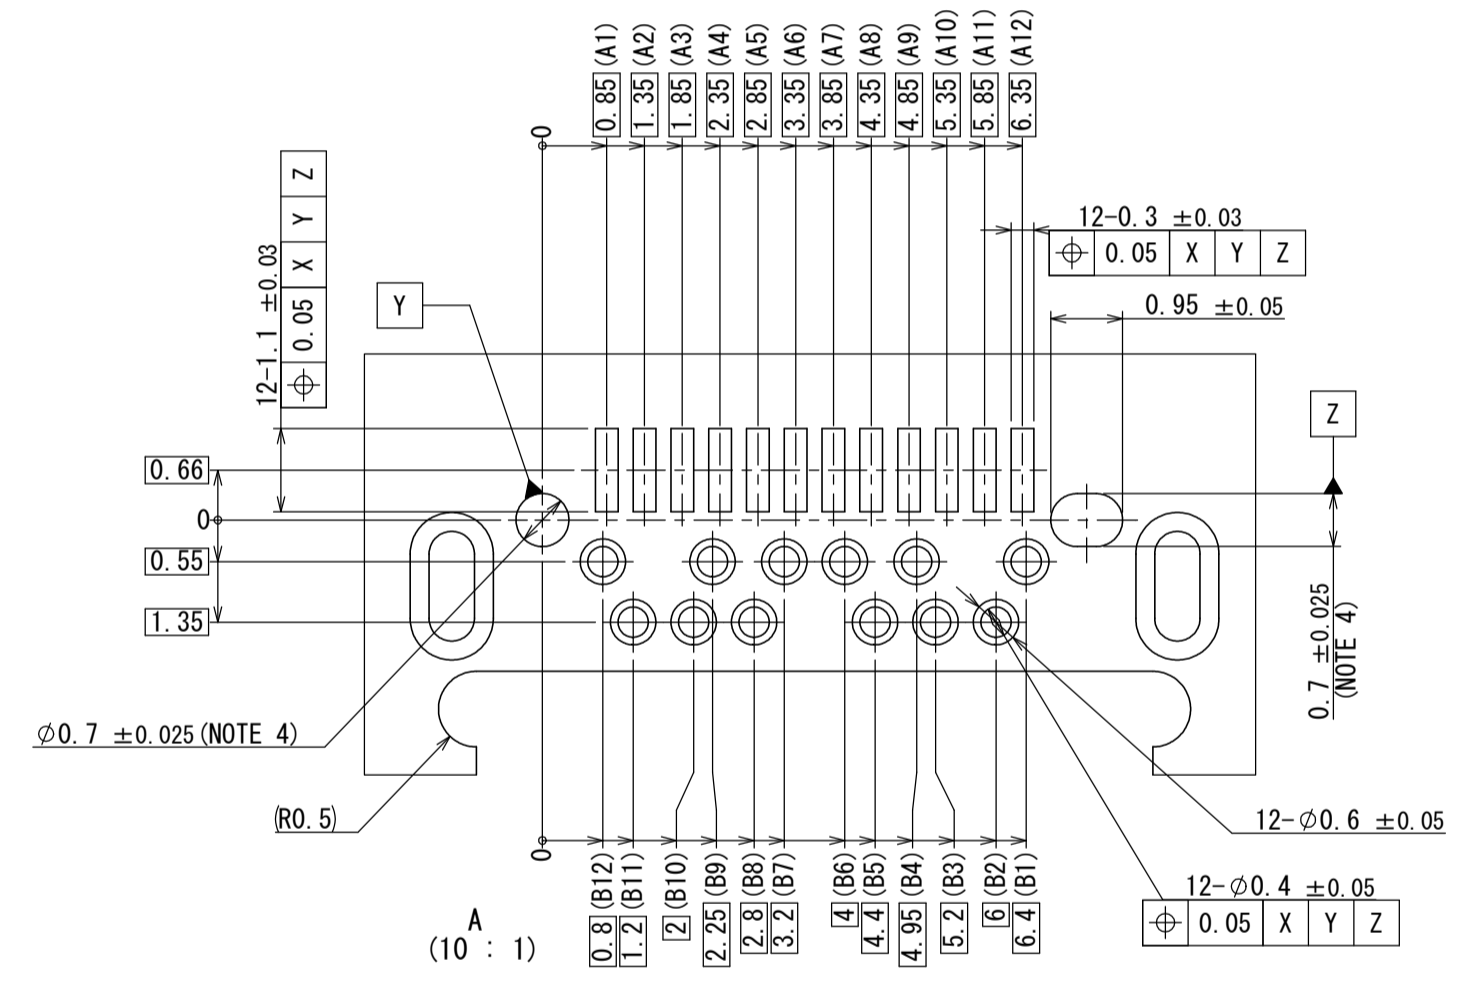 0.85 (A1)
1.35 (A2)
1.85 (A3)
2.35 (A4)
2.85 (A5)
3.35 (A6)
3.85 (A7)
4.35 (A8)
4.85 (A9)
5.35 (A10)
5.85 (A11)
6.35 (A12)
0
12-1.1 ±0.03
⌖ 0.05 X Y Z
12-0.3 ±0.03
⌖ 0.05 X Y Z
Y
0.95 ±0.05
Z
0.66
0
0.55
1.35
0.7 ±0.025
(NOTE 4)
∅0.7 ±0.025(NOTE 4)
(R0.5)
12-∅0.6 ±0.05
12-∅0.4 ±0.05
⌖ 0.05 X Y Z
0
0.8 (B12)
1.2 (B11)
2 (B10)
2.25 (B9)
2.8 (B8)
3.2 (B7)
4 (B6)
4.4 (B5)
4.95 (B4)
5.2 (B3)
6 (B2)
6.4 (B1)
A
(10 : 1)